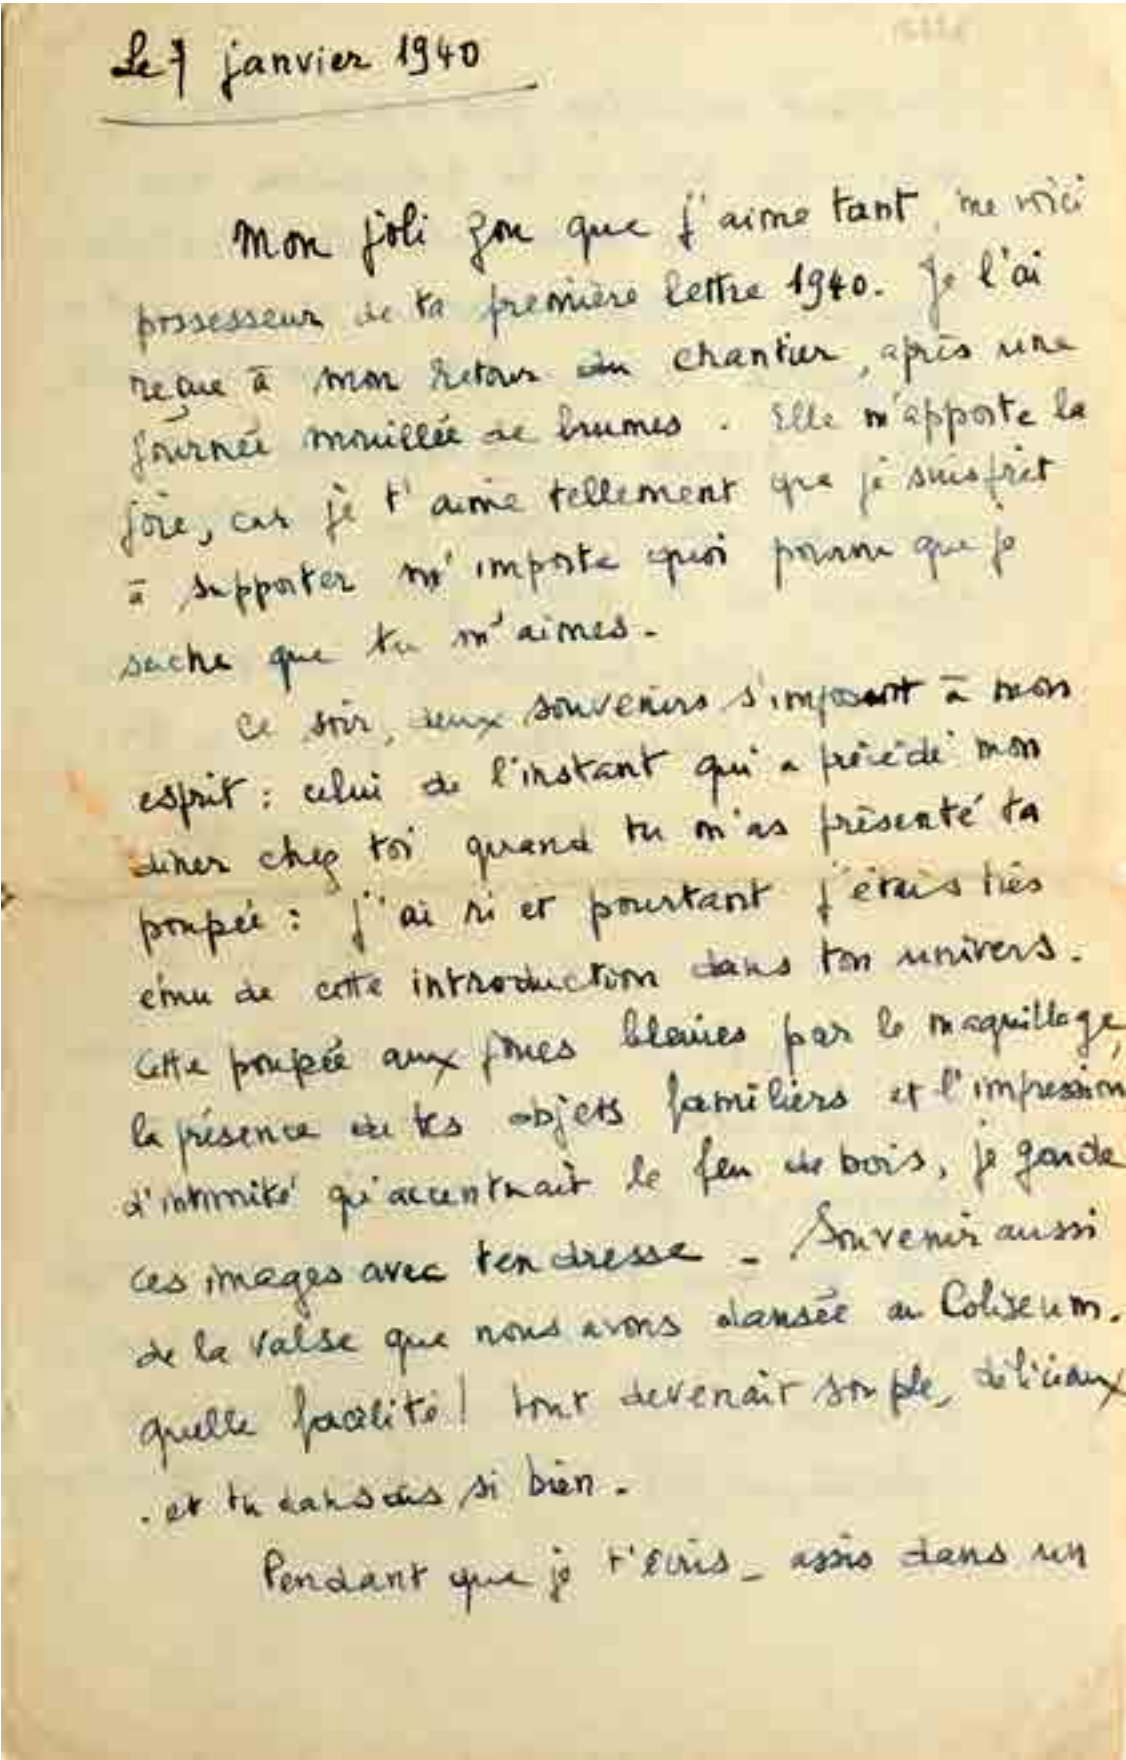 Le 7 janvier 1940
Mon joli Zou que j'aime tant, me voici
possesseur de ta première lettre 1940. Je l'ai
reçue à mon retour du chantier, après une
journée mouillée de brumes. Elle m'apporte la
joie, car je t'aime tellement que je suis prêt
à supporter n'importe quoi pourvu que je
sache que tu m'aimes.
Ce soir, deux souvenirs s'imposent à mon
esprit : celui de l'instant qui a précédé mon
dîner chez toi quand tu m'as présenté ta
poupée : j'ai ri et pourtant j'étais très
ému de cette introduction dans ton univers.
Cette poupée aux joues bleuies par le maquillage,
la présence de tes objets familiers et l'impression
d'intimité qu'accentuait le feu de bois, je garde
ces images avec tendresse - Souvenir aussi
de la valse que nous avons dansée au Coliseum.
quelle facilité ! tout devenait souple, délicieux
. et tu dansais si bien.
Pendant que je t'écris - assis dans un